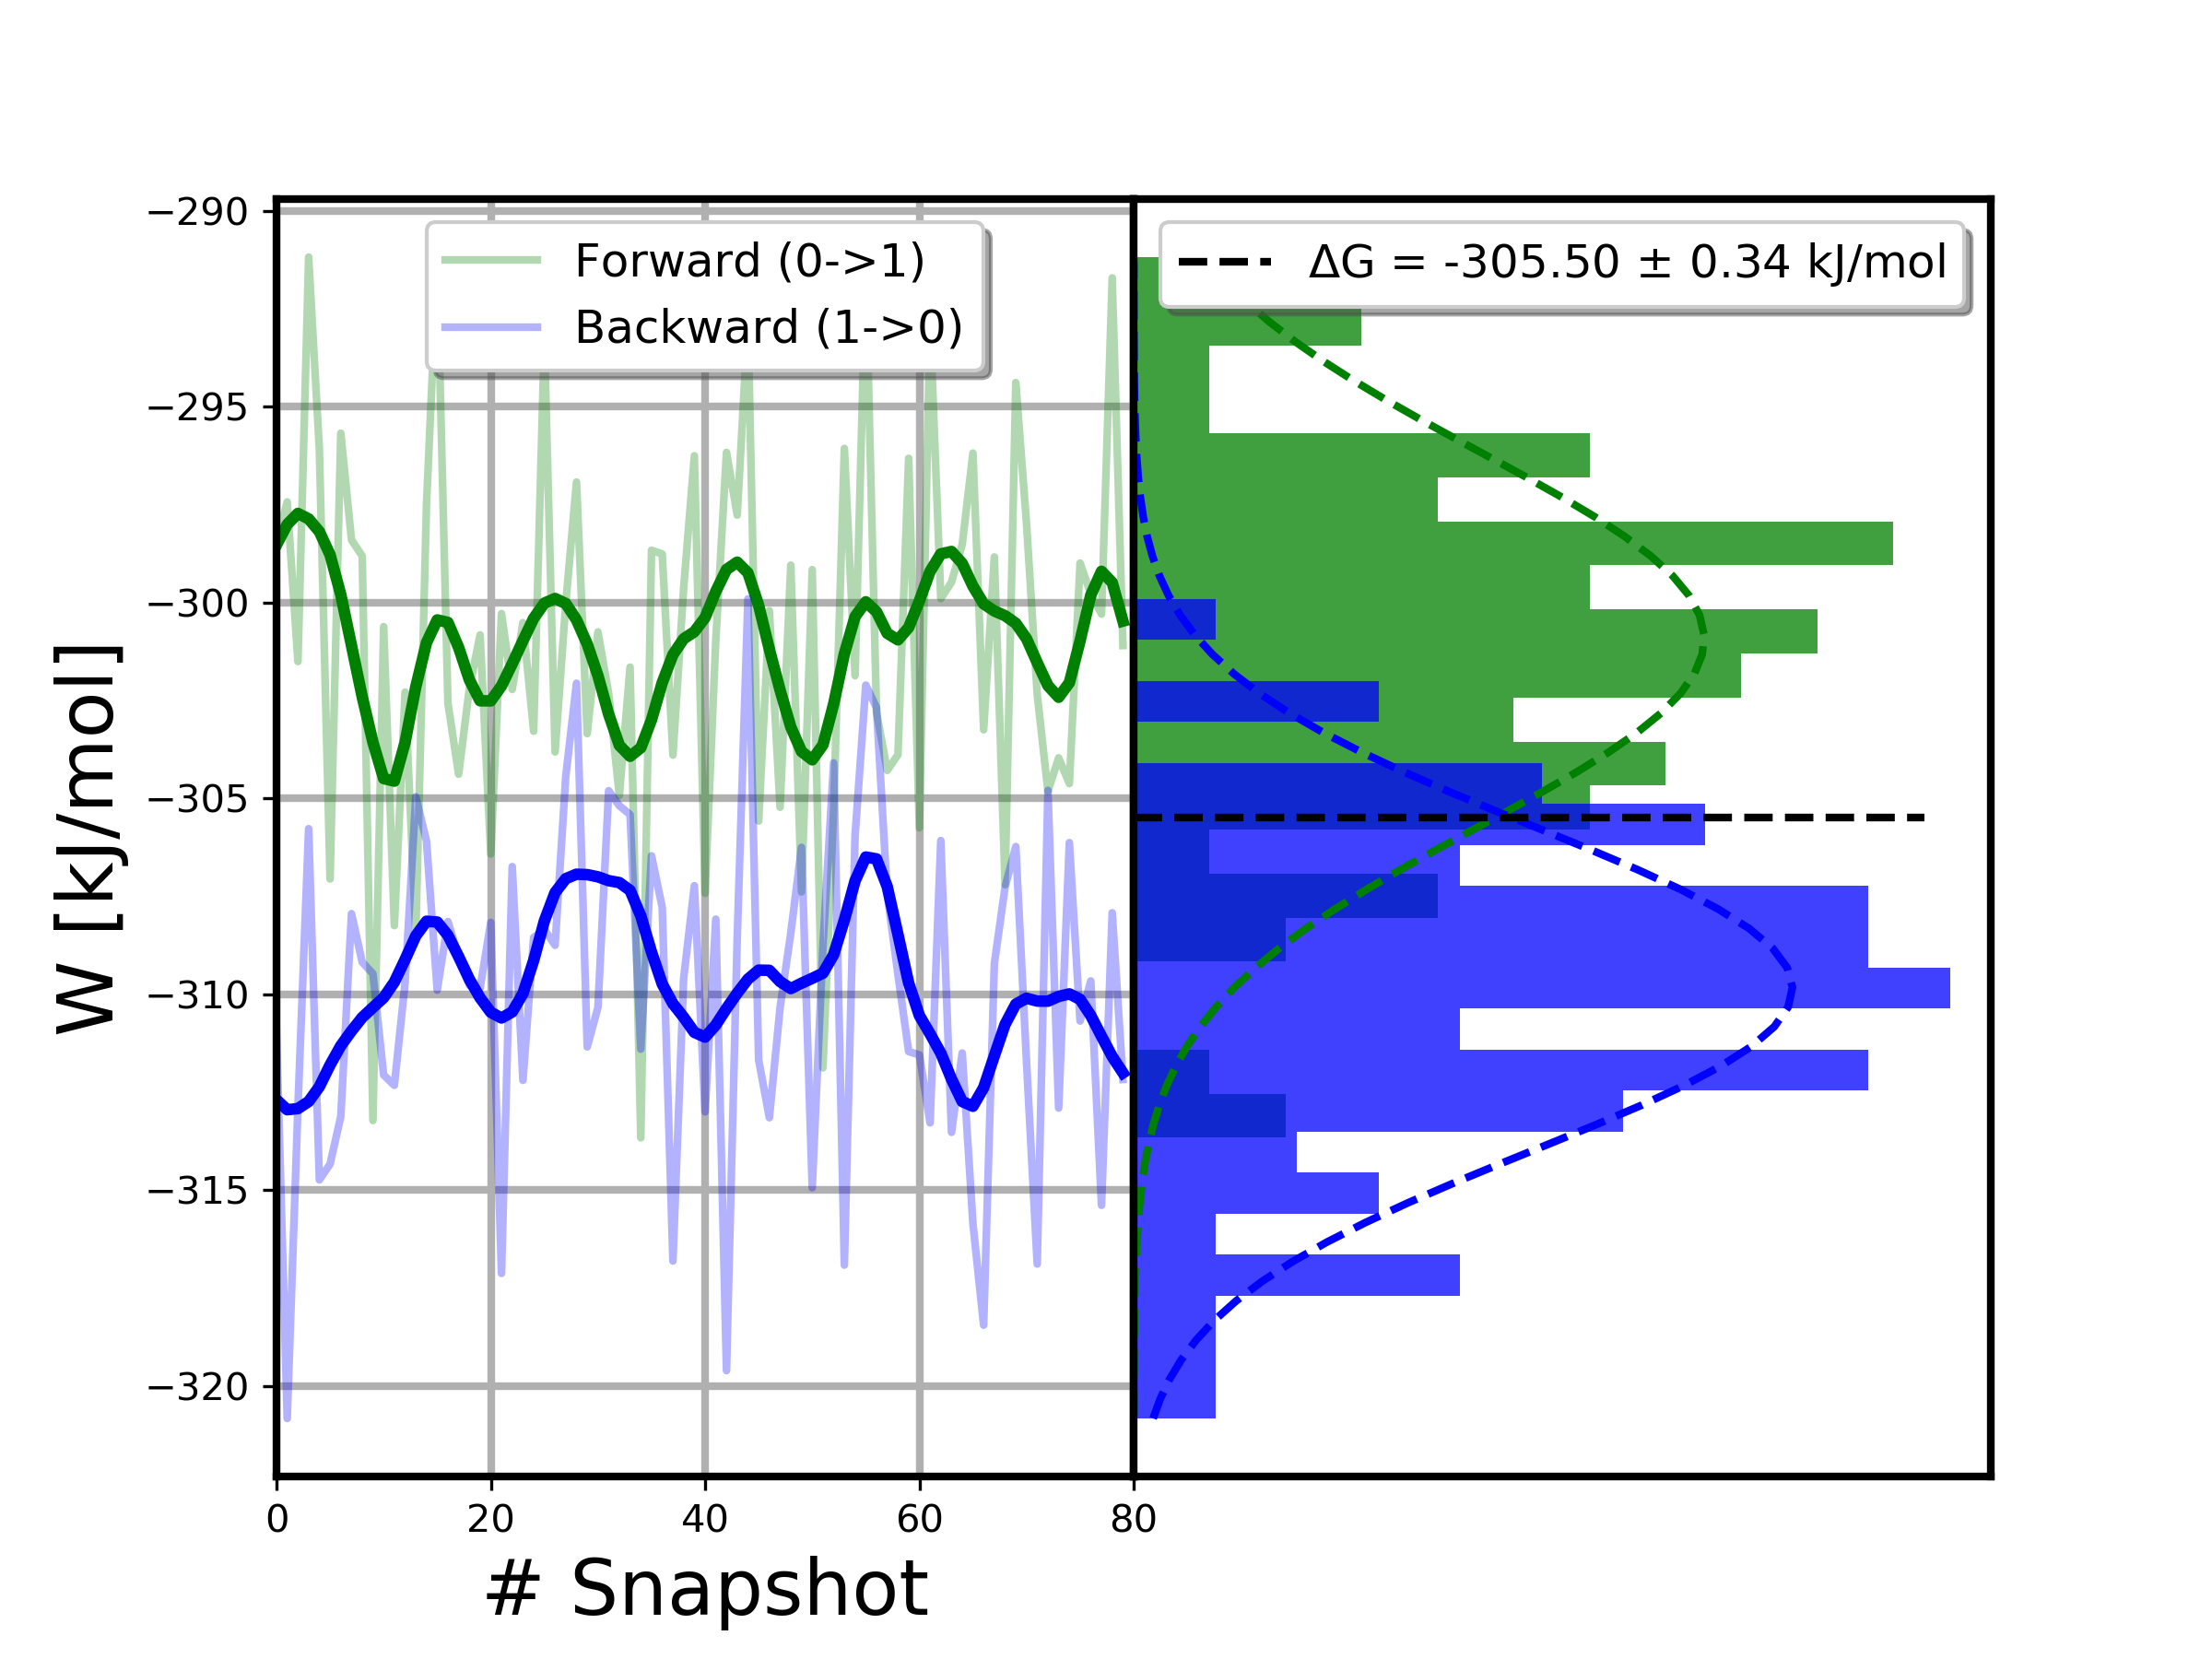 Forward (0->1)
Backward (1->0)
ΔG = -305.50 ± 0.34 kJ/mol
W [kJ/mol]
−290
−295
−300
−305
−310
−315
−320
0 20 40 60 80
# Snapshot